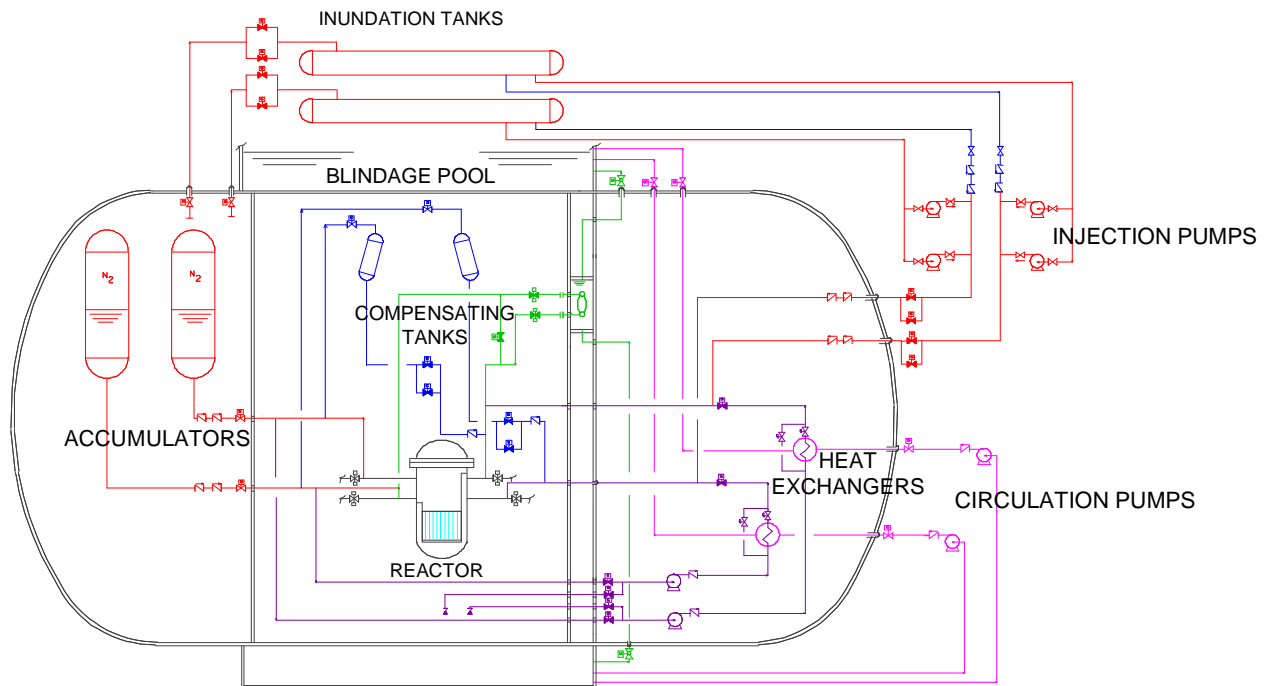 INUNDATION TANKS
BLINDAGE POOL
INJECTION PUMPS
N2
N2
COMPENSATING
TANKS
ACCUMULATORS
HEAT
EXCHANGERS
CIRCULATION PUMPS
REACTOR